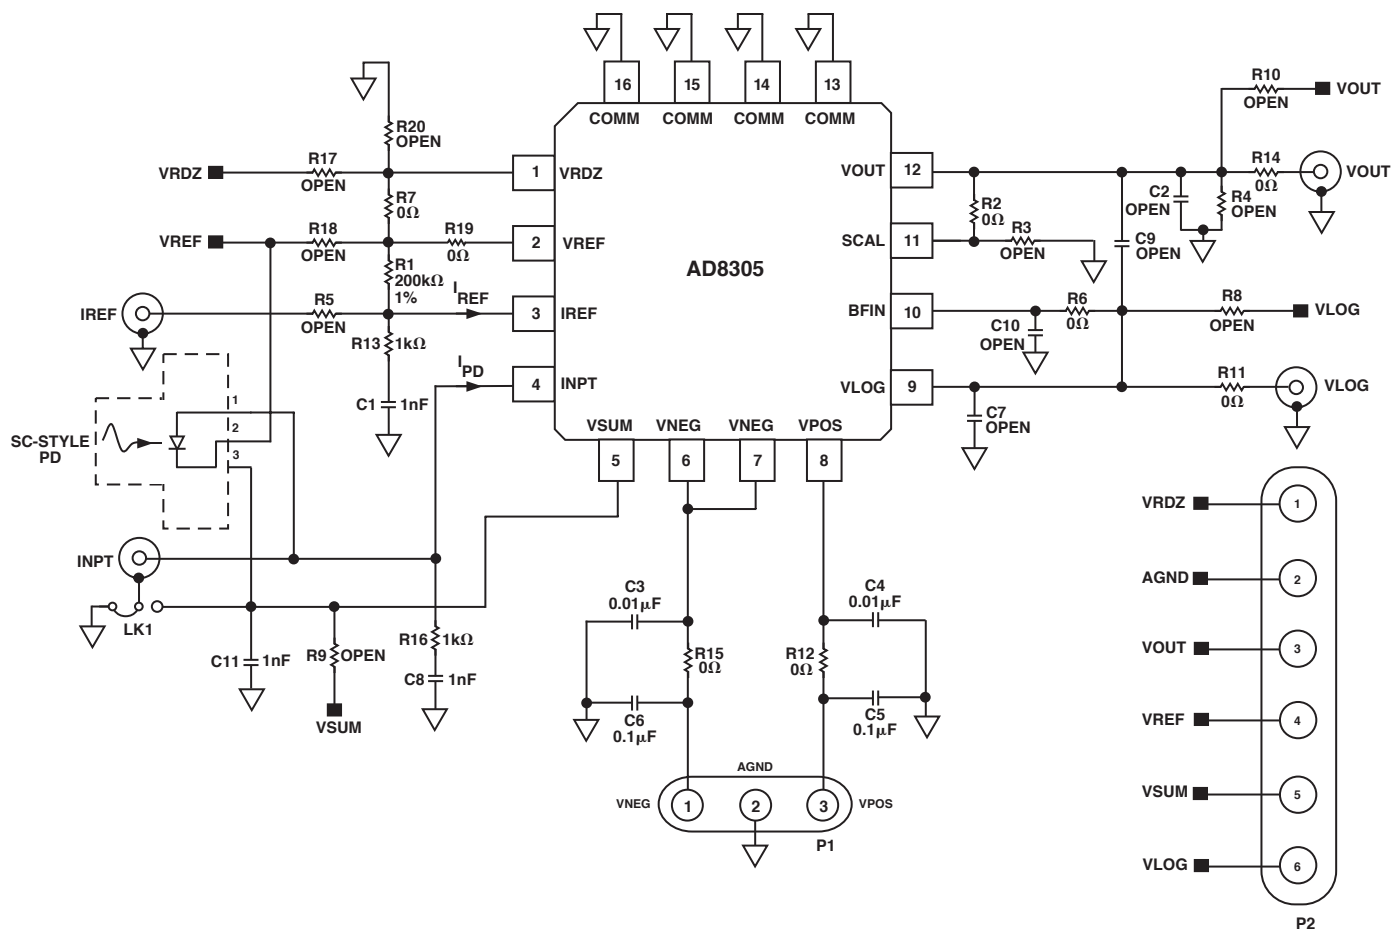 16 15 14 13
COMM COMM COMM COMM
R10
OPEN
VOUT
R20
OPEN
VRDZ
R17
OPEN
1
VRDZ
VOUT
12
R14
0Ω
VOUT
C2
OPEN
R4
OPEN
R7
0Ω
R2
0Ω
VREF
R18
OPEN
R19
0Ω
2
VREF
SCAL
11
R3
OPEN
C9
OPEN
AD8305
R1
200kΩ
1%
IREF
R5
OPEN
IREF
3
IREF
BFIN
10
R6
0Ω
R8
OPEN
VLOG
C10
OPEN
R13 1kΩ
IPD
4
INPT
VLOG
9
R11
0Ω
VLOG
C1 1nF
C7
OPEN
SC-STYLE
PD
1
2
3
VSUM VNEG VNEG VPOS
5 6 7 8
INPT
LK1
C11 1nF
R9 OPEN
VSUM
R16 1kΩ
C8 1nF
C3
0.01µF
C4
0.01µF
R15
0Ω
R12
0Ω
C6
0.1µF
C5
0.1µF
AGND
VNEG 1 2 3 VPOS
P1
VRDZ 1
AGND 2
VOUT 3
VREF 4
VSUM 5
VLOG 6
P2